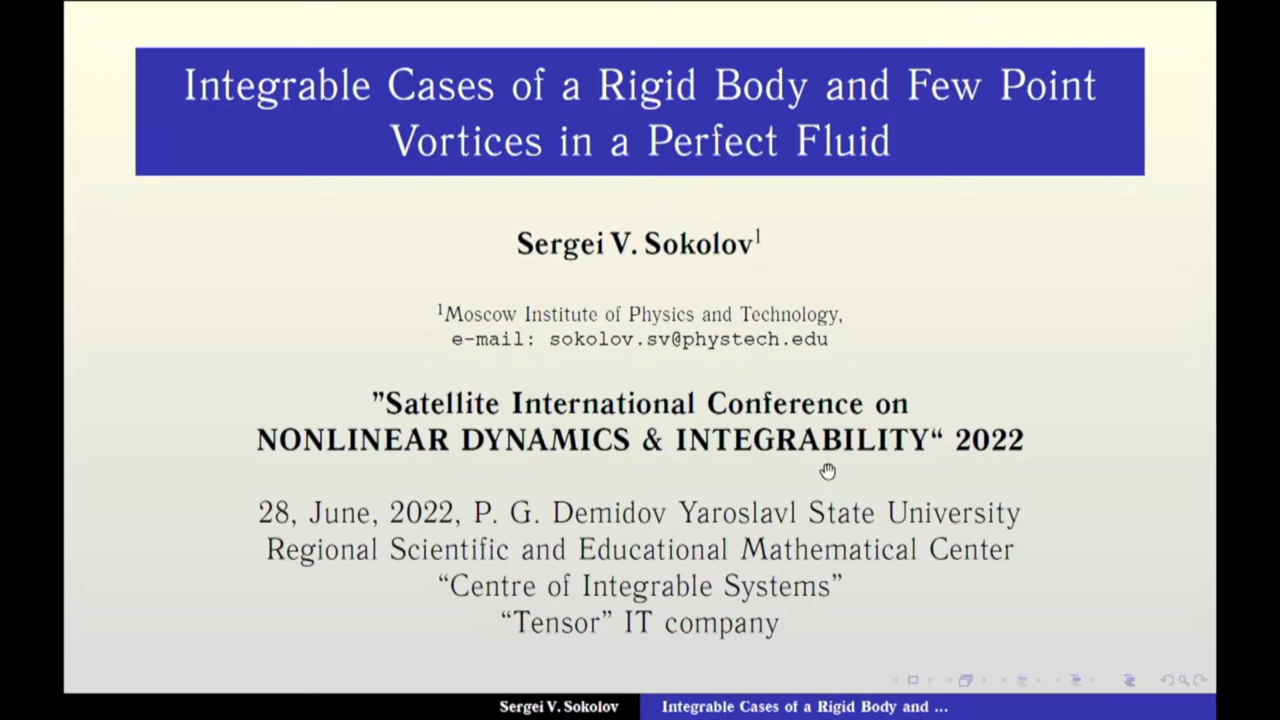 Integrable Cases of a Rigid Body and Few Point
Vortices in a Perfect Fluid
Sergei V. Sokolov¹
¹Moscow Institute of Physics and Technology,
e-mail: sokolov.sv@phystech.edu
”Satellite International Conference on
NONLINEAR DYNAMICS & INTEGRABILITY“ 2022
28, June, 2022, P. G. Demidov Yaroslavl State University
Regional Scientific and Educational Mathematical Center
“Centre of Integrable Systems”
“Tensor” IT company
Sergei V. Sokolov
Integrable Cases of a Rigid Body and ...